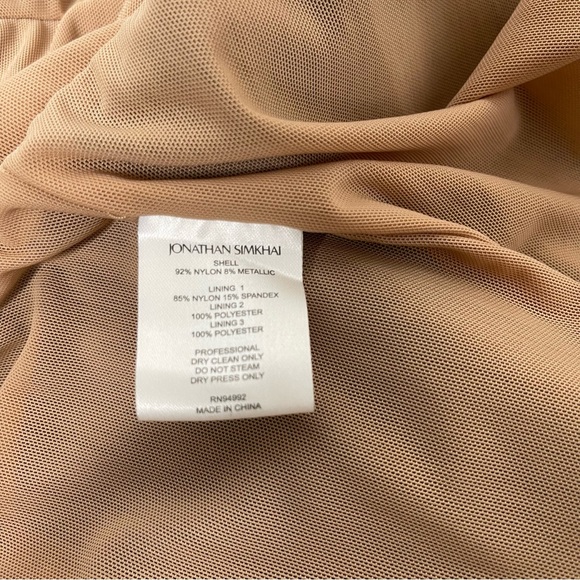 JONATHAN SIMKHAI
SHELL
92% NYLON 8% METALLIC
LINING 1
85% NYLON 15% SPANDEX
LINING 2
100% POLYESTER
LINING 3
100% POLYESTER
PROFESSIONAL
DRY CLEAN ONLY
DO NOT STEAM
DRY PRESS ONLY
RN94992
MADE IN CHINA